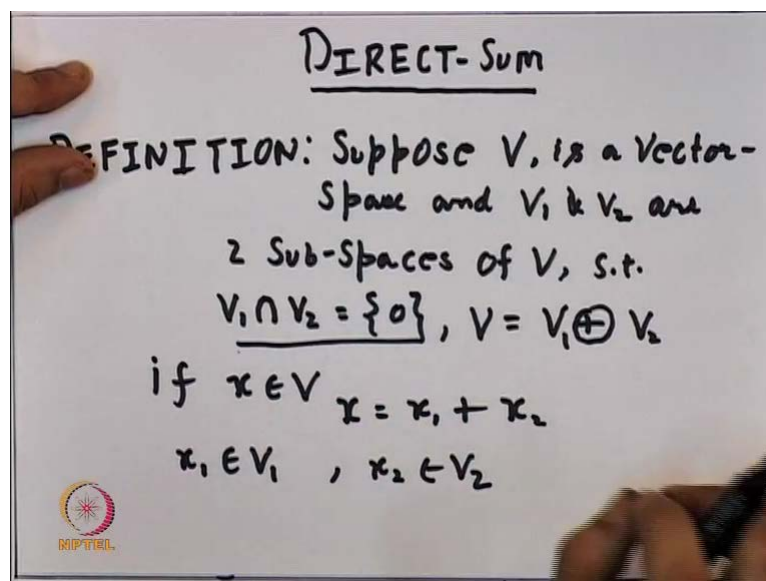 DIRECT-SUM
DEFINITION: Suppose V, is a Vector-
Space and V₁ & V₂ are
2 Sub-Spaces of V, s.t.
V₁ ∩ V₂ = {0}, V = V₁ ⊕ V₂
if x ∈ V x = x₁ + x₂
x₁ ∈ V₁ , x₂ ∈ V₂
NPTEL